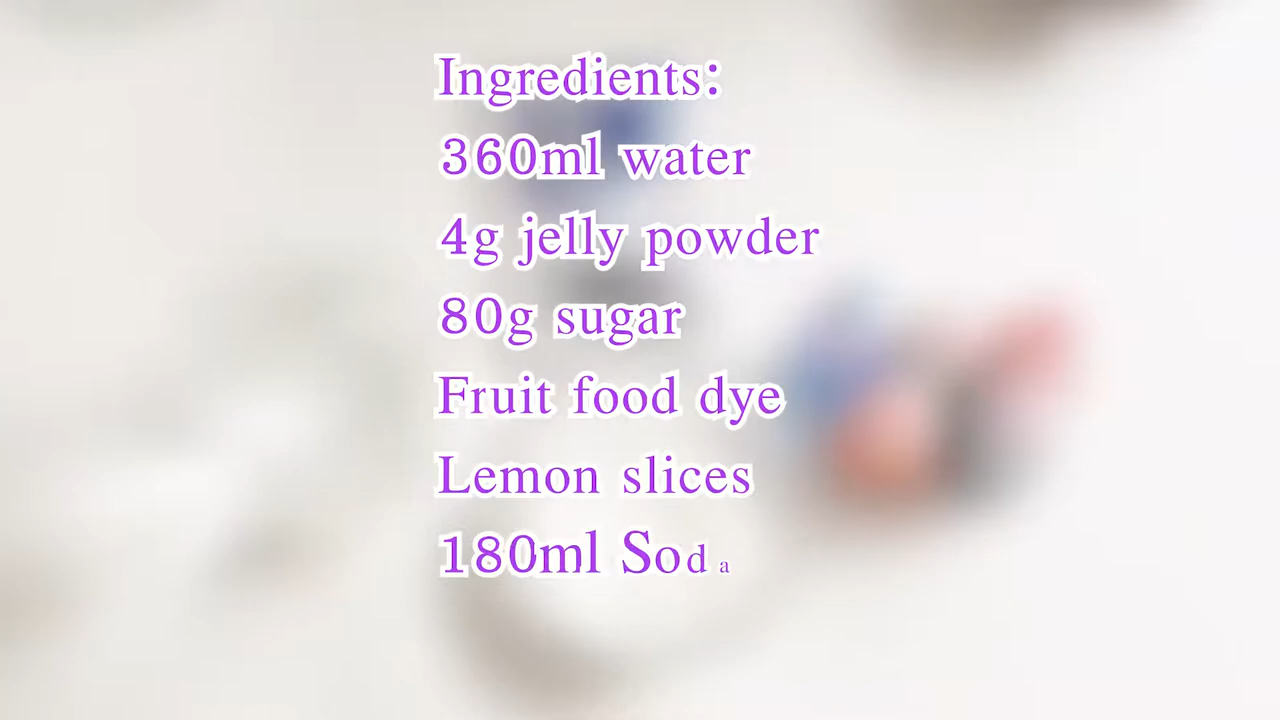 Ingredients:
360ml water
4g jelly powder
80g sugar
Fruit food dye
Lemon slices
180ml Soda